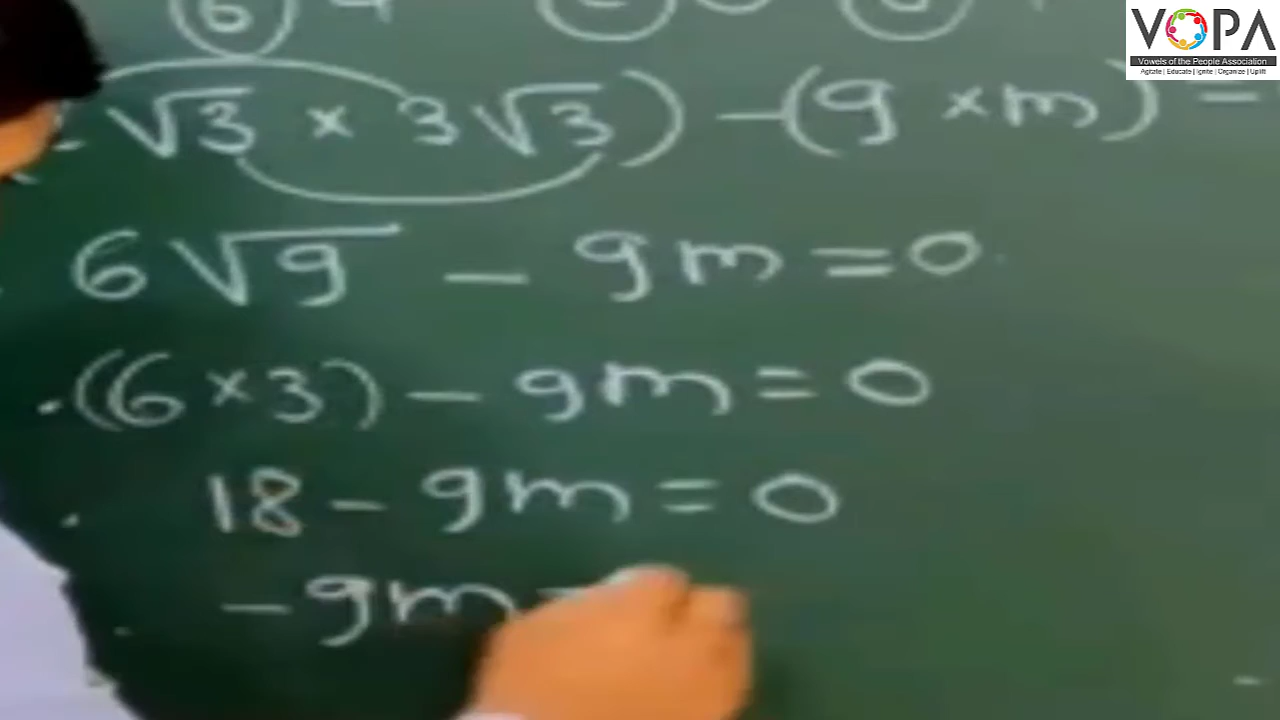 VOPA
Vowels of the People Association
Agitate | Educate | Ignite | Organize | Uplift
√3 × 3√3) - (9 × m) =
6√9 - 9m = 0
(6 × 3) - 9m = 0
18 - 9m = 0
- 9m